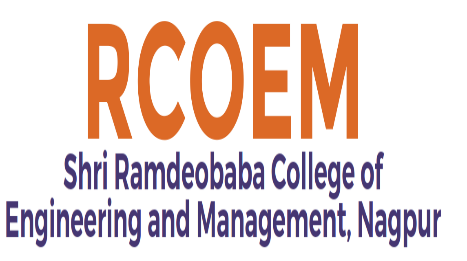 RCOEM
Shri Ramdeobaba College of
Engineering and Management, Nagpur